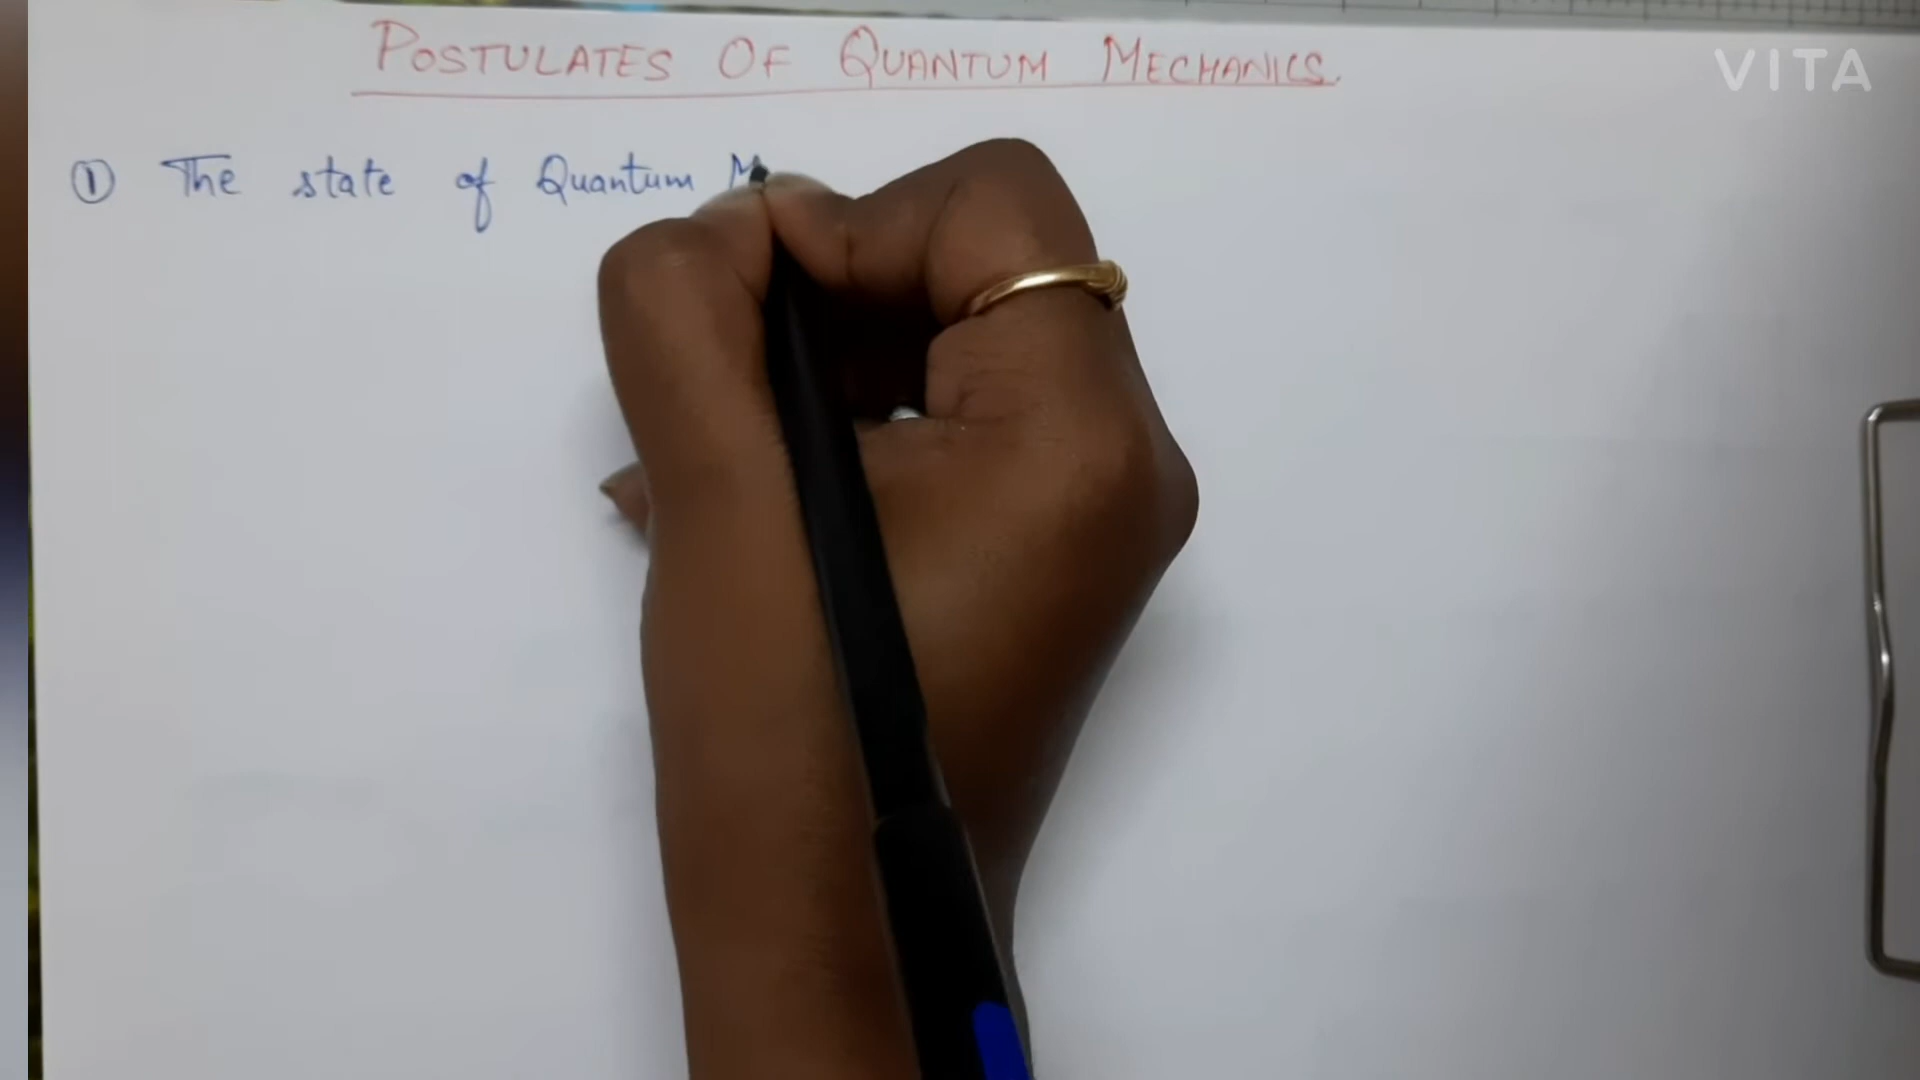 POSTULATES OF QUANTUM MECHANICS.
VITA
① The state of Quantum M